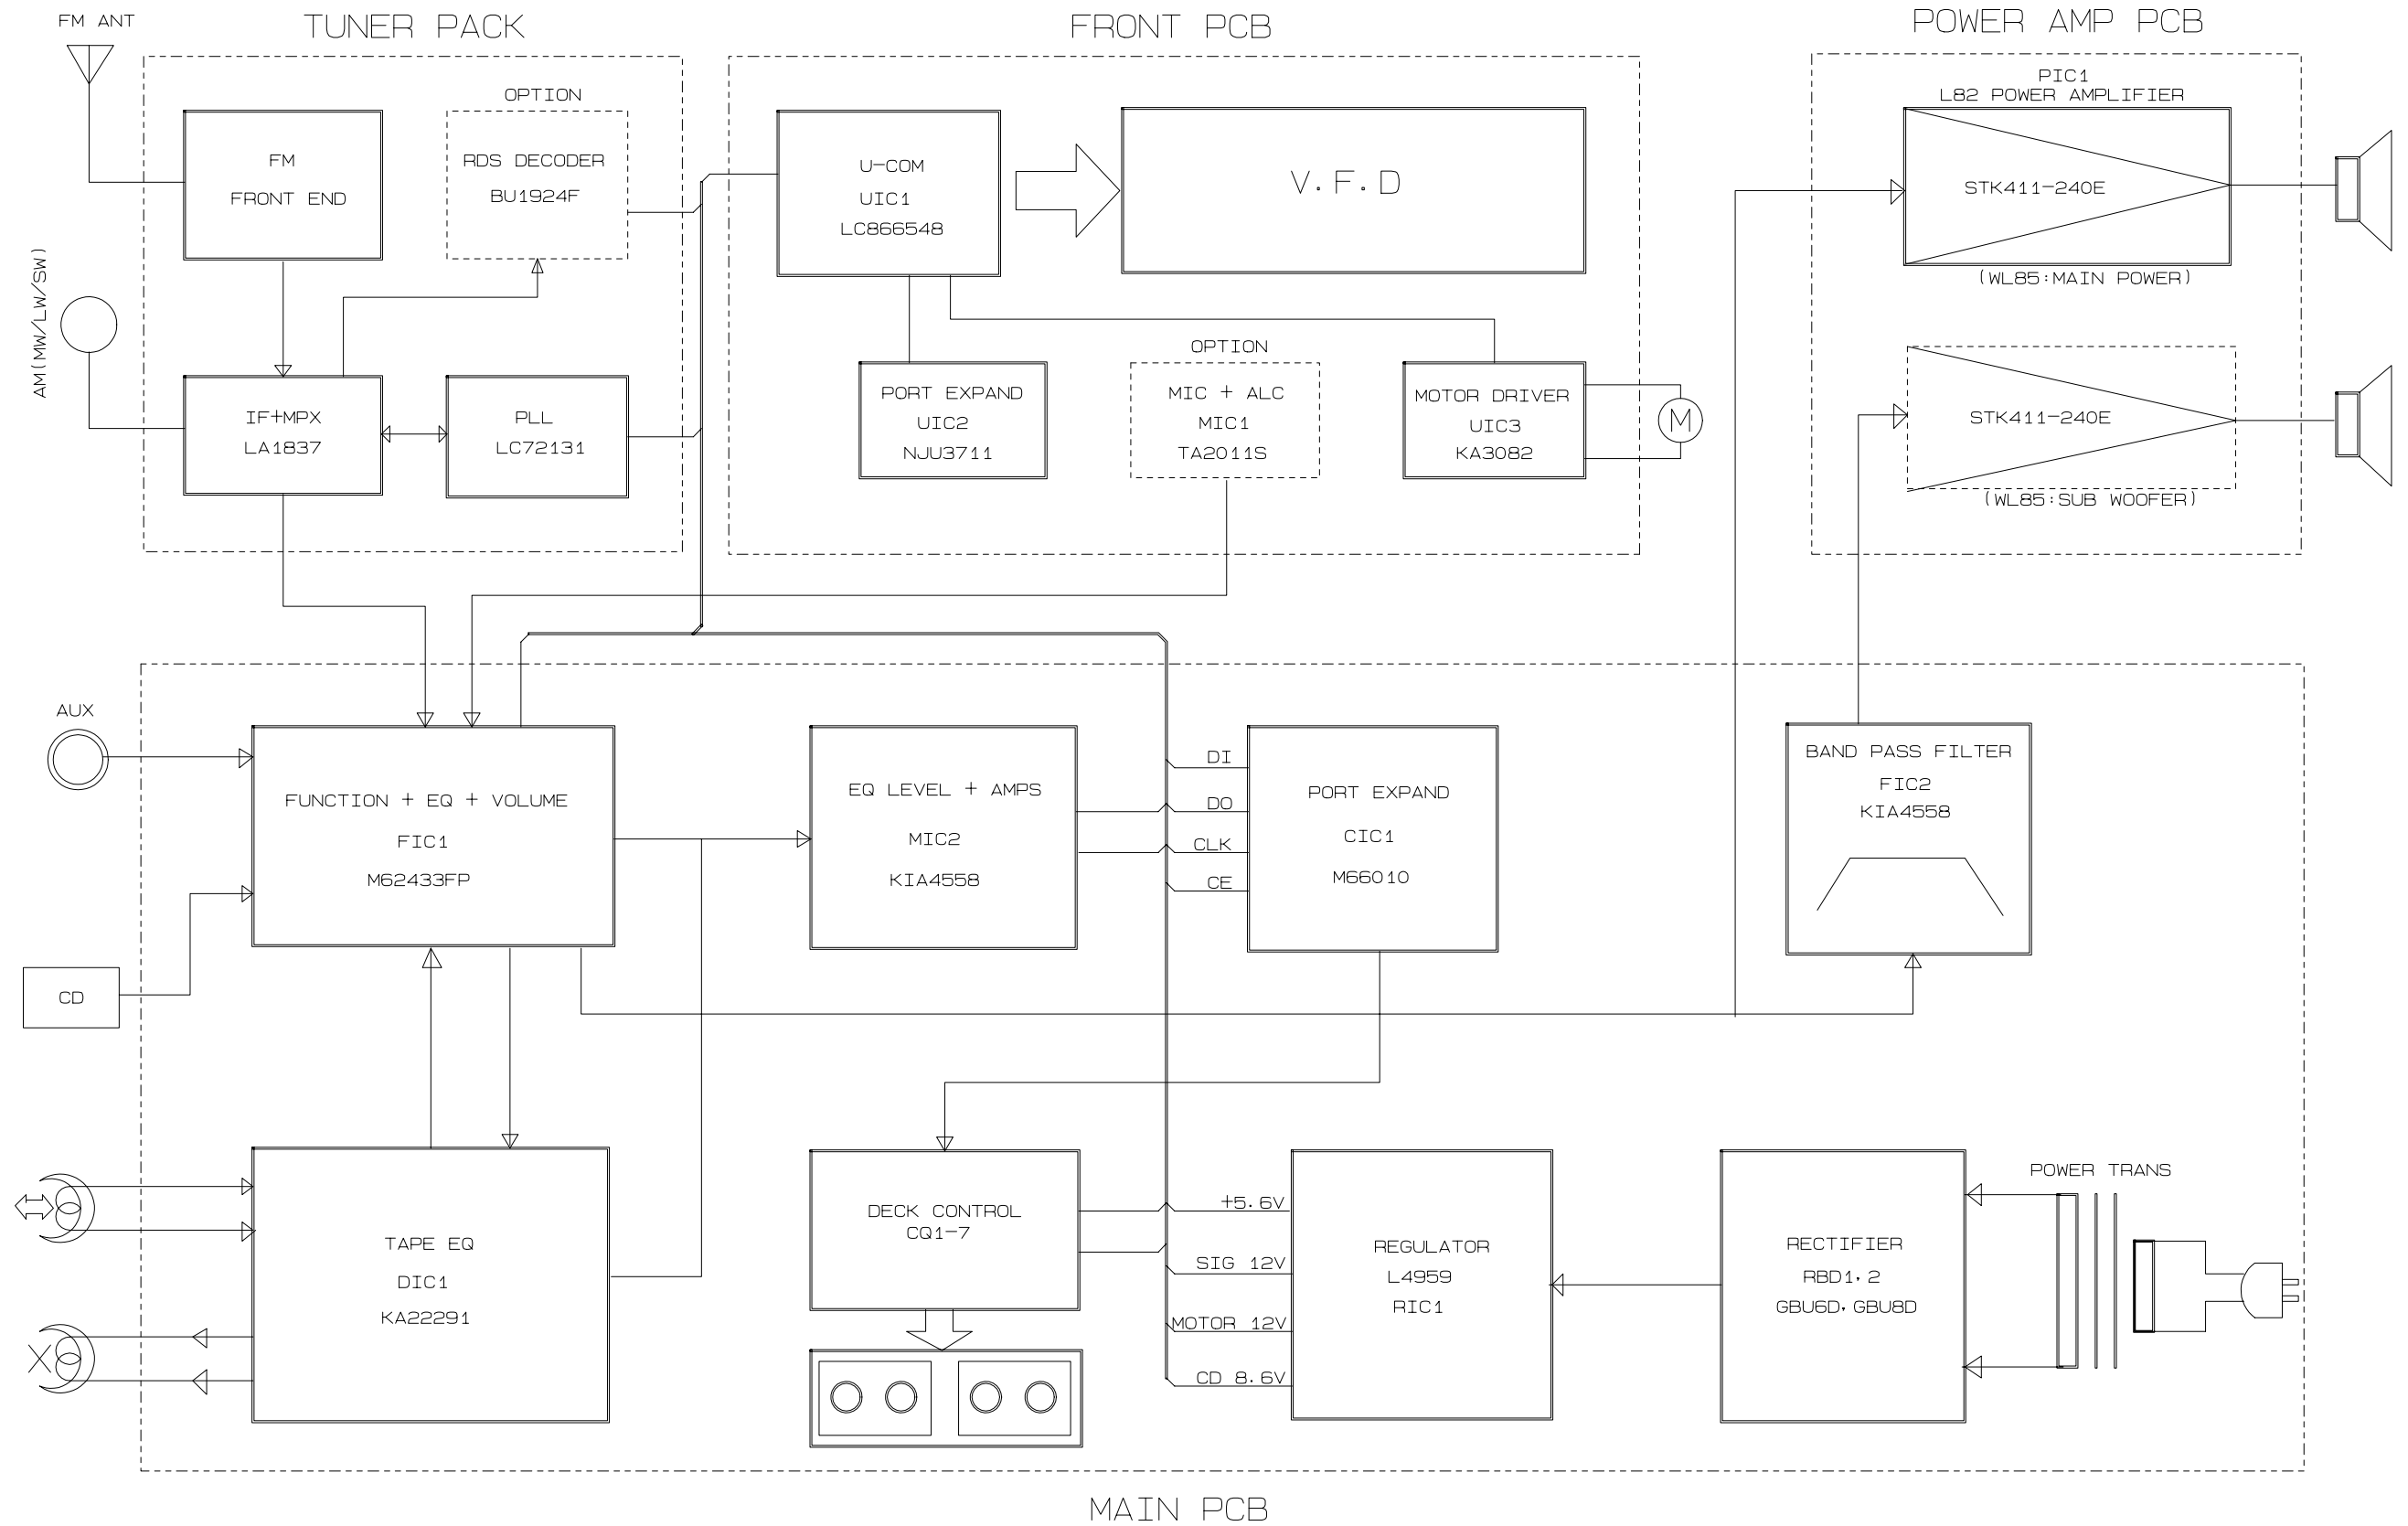 FM ANT
TUNER PACK
FRONT PCB
POWER AMP PCB
OPTION
FM
FRONT END
RDS DECODER
BU1924F
AM(MW/LW/SW)
IF+MPX
LA1837
PLL
LC72131
U-COM
UIC1
LC866548
V.F.D
PORT EXPAND
UIC2
NJU3711
OPTION
MIC + ALC
MIC1
TA2011S
MOTOR DRIVER
UIC3
KA3082
M
PIC1
L82 POWER AMPLIFIER
STK411-240E
(WL85:MAIN POWER)
STK411-240E
(WL85:SUB WOOFER)
AUX
FUNCTION + EQ + VOLUME
FIC1
M62433FP
CD
EQ LEVEL + AMPS
MIC2
KIA4558
DI
DO
CLK
CE
PORT EXPAND
CIC1
M66010
BAND PASS FILTER
FIC2
KIA4558
TAPE EQ
DIC1
KA22291
X
DECK CONTROL
CQ1-7
+5.6V
SIG 12V
MOTOR 12V
CD 8.6V
REGULATOR
L4959
RIC1
RECTIFIER
RBD1,2
GBU6D,GBU8D
POWER TRANS
MAIN PCB